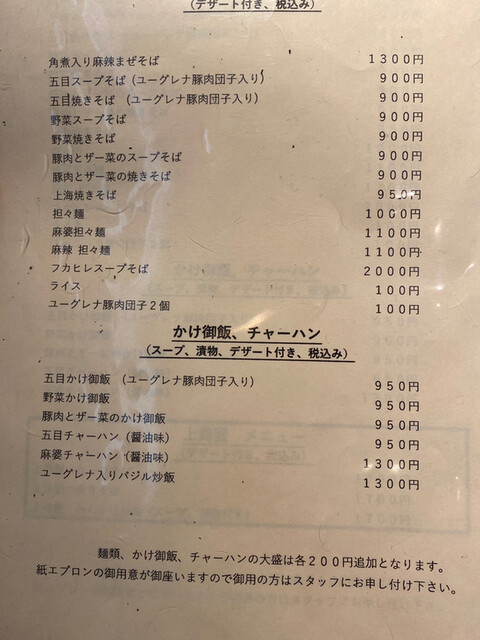 (デザート付き、税込み)
角煮入り麻辣まぜそば 1300円
五目スープそば (ユーグレナ豚肉団子入り) 900円
五目焼きそば (ユーグレナ豚肉団子入り) 900円
野菜スープそば 900円
野菜焼きそば 900円
豚肉とザー菜のスープそば 900円
豚肉とザー菜の焼きそば 900円
上海焼きそば 950円
担々麺 1000円
麻婆担々麺 1100円
麻辣 担々麺 1100円
フカヒレスープそば 2000円
ライス 100円
ユーグレナ豚肉団子2個 100円
かけ御飯、チャーハン
(スープ、漬物、デザート付き、税込み)
五目かけ御飯 (ユーグレナ豚肉団子入り) 950円
野菜かけ御飯 950円
豚肉とザー菜のかけ御飯 950円
五目チャーハン (醤油味) 950円
麻婆チャーハン (醤油味) 1300円
ユーグレナ入りバジル炒飯 1300円
麺類、かけ御飯、チャーハンの大盛は各200円追加となります。
紙エプロンの御用意が御座いますので御用の方はスタッフにお申し付け下さい。